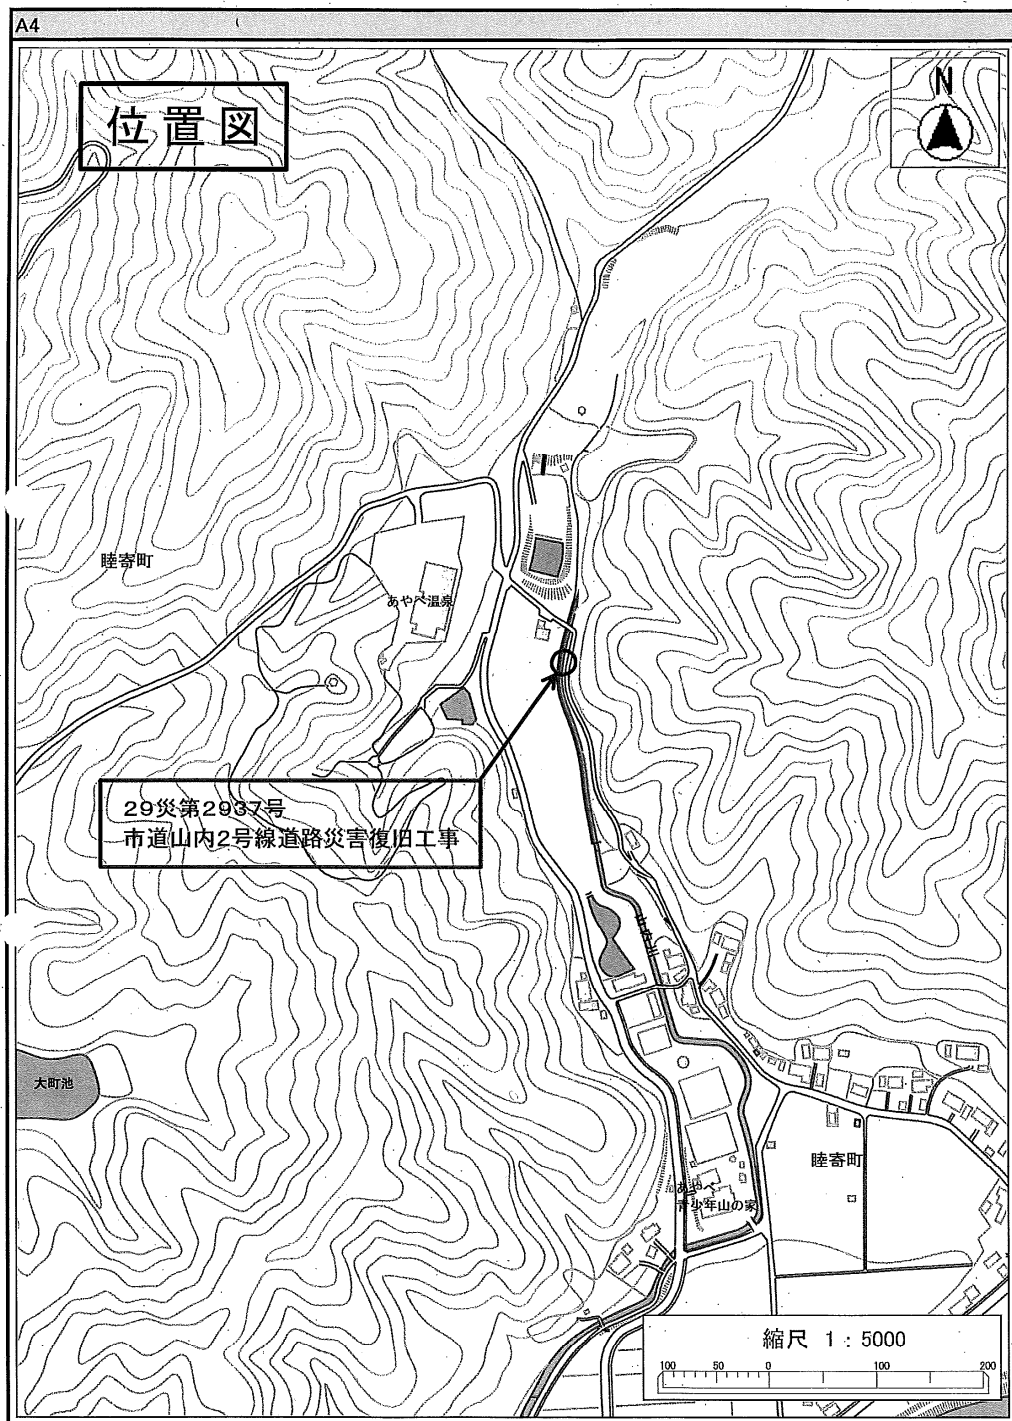 A4
位置図
N
睦寄町
あやべ温泉
29災第2937号
市道山内2号線道路災害復旧工事
大町池
睦寄町
あやべ
青少年山の家
縮尺 1：5000
100 50 0 100 200